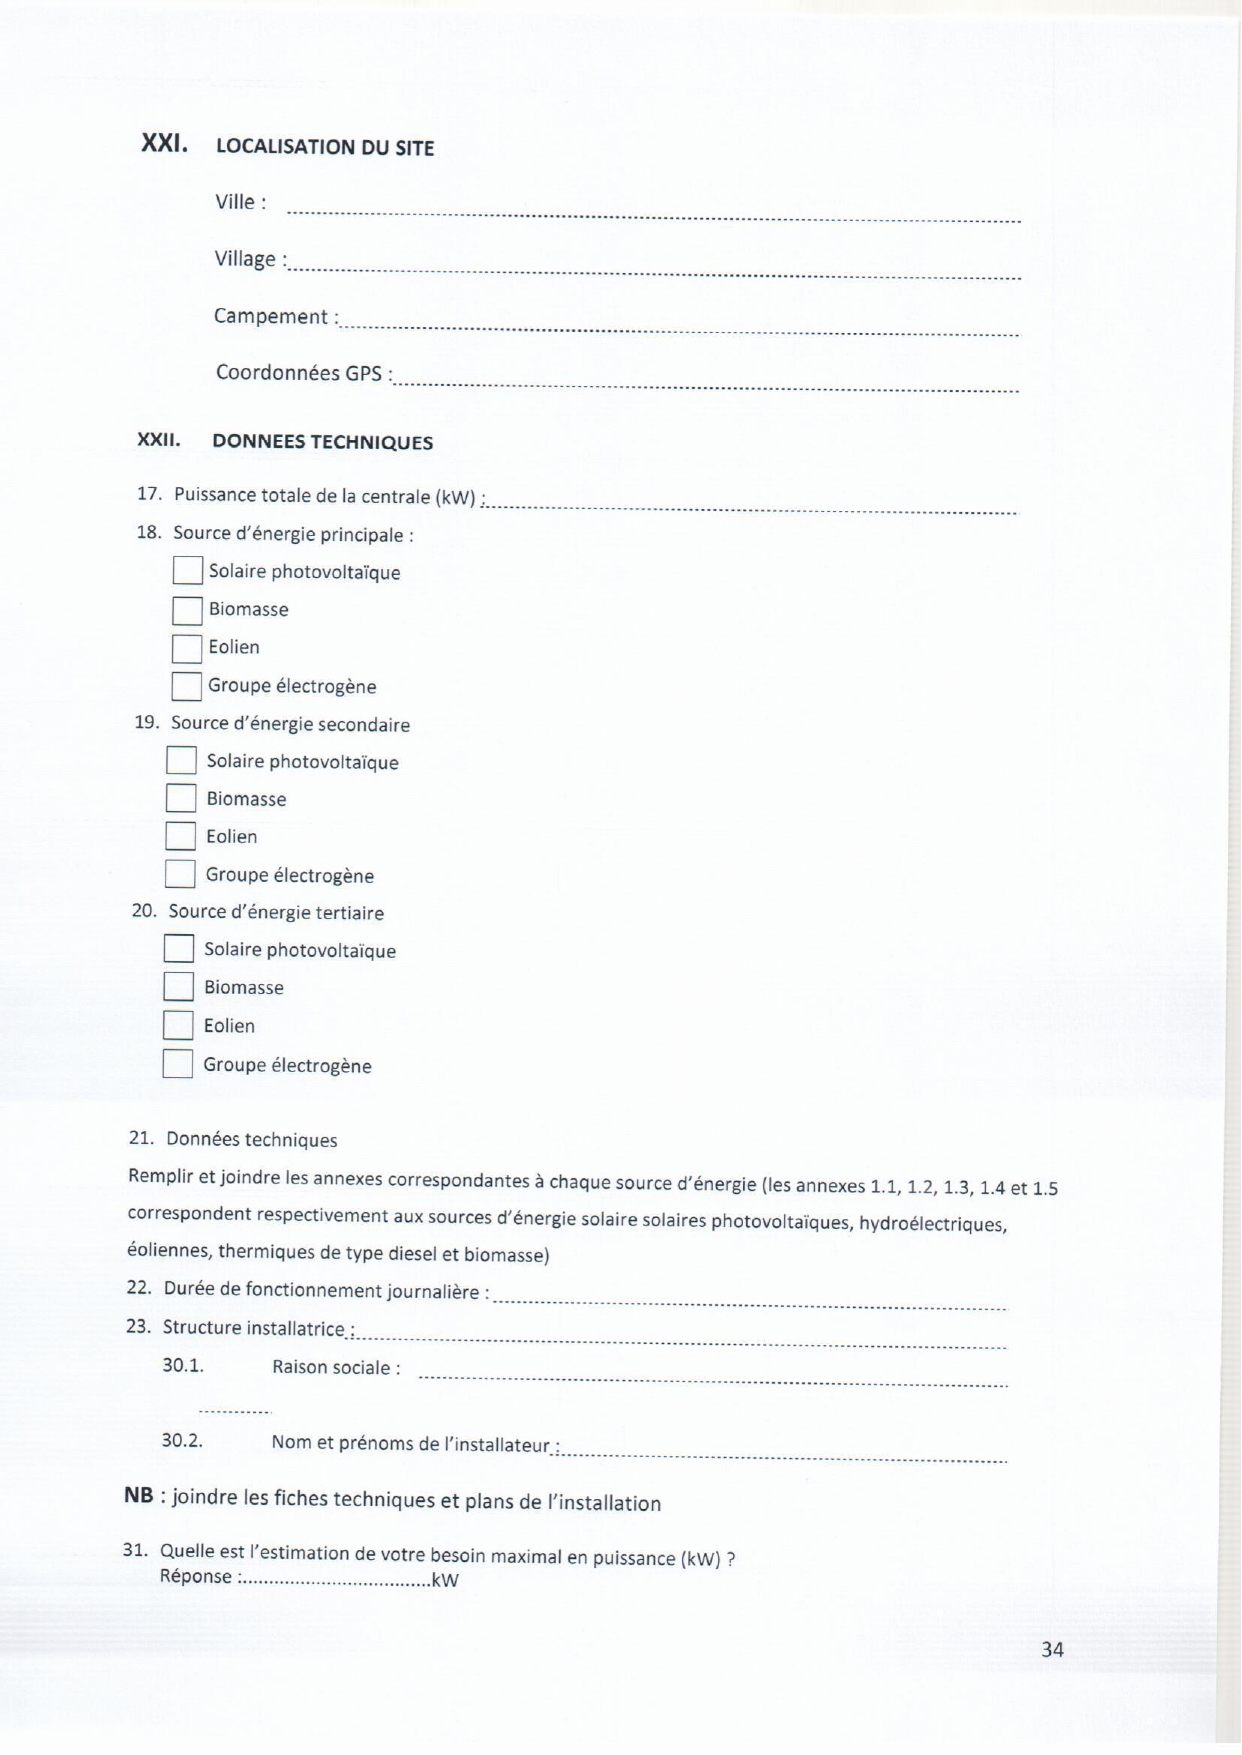 XXI. LOCALISATION DU SITE
Ville : ........................................
Village :........................................
Campement :........................................
Coordonnées GPS :........................................
XXII. DONNEES TECHNIQUES
17. Puissance totale de la centrale (kW) :........................................
18. Source d'énergie principale :
Solaire photovoltaïque
Biomasse
Eolien
Groupe électrogène
19. Source d'énergie secondaire
Solaire photovoltaïque
Biomasse
Eolien
Groupe électrogène
20. Source d'énergie tertiaire
Solaire photovoltaïque
Biomasse
Eolien
Groupe électrogène
21. Données techniques
Remplir et joindre les annexes correspondantes à chaque source d'énergie (les annexes 1.1, 1.2, 1.3, 1.4 et 1.5
correspondent respectivement aux sources d'énergie solaire solaires photovoltaïques, hydroélectriques,
éoliennes, thermiques de type diesel et biomasse)
22. Durée de fonctionnement journalière :........................................
23. Structure installatrice :........................................
30.1. Raison sociale : ........................................
............
30.2. Nom et prénoms de l'installateur :........................................
NB : joindre les fiches techniques et plans de l'installation
31. Quelle est l'estimation de votre besoin maximal en puissance (kW) ?
Réponse :....................................kW
34